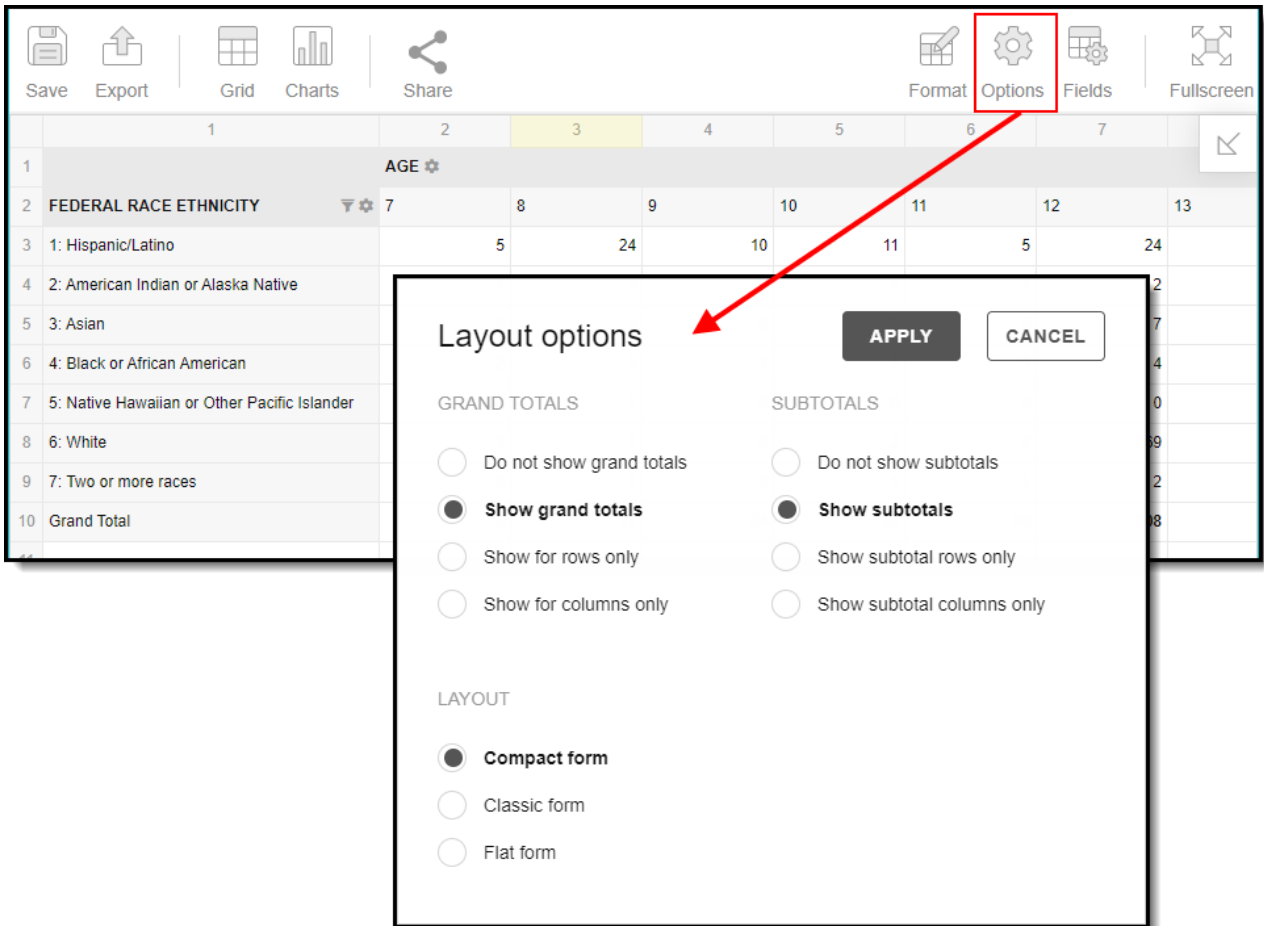 Save Export Grid Charts Share Format Options Fields Fullscreen
1 2 3 4 5 6 7
1 AGE
2 FEDERAL RACE ETHNICITY 7 8 9 10 11 12 13
3 1: Hispanic/Latino 5 24 10 11 5 24
4 2: American Indian or Alaska Native 2
5 3: Asian 7
6 4: Black or African American 4
7 5: Native Hawaiian or Other Pacific Islander 0
8 6: White 69
9 7: Two or more races 2
10 Grand Total
Layout options APPLY CANCEL
GRAND TOTALS SUBTOTALS
Do not show grand totals Do not show subtotals
Show grand totals Show subtotals
Show for rows only Show subtotal rows only
Show for columns only Show subtotal columns only
LAYOUT
Compact form
Classic form
Flat form